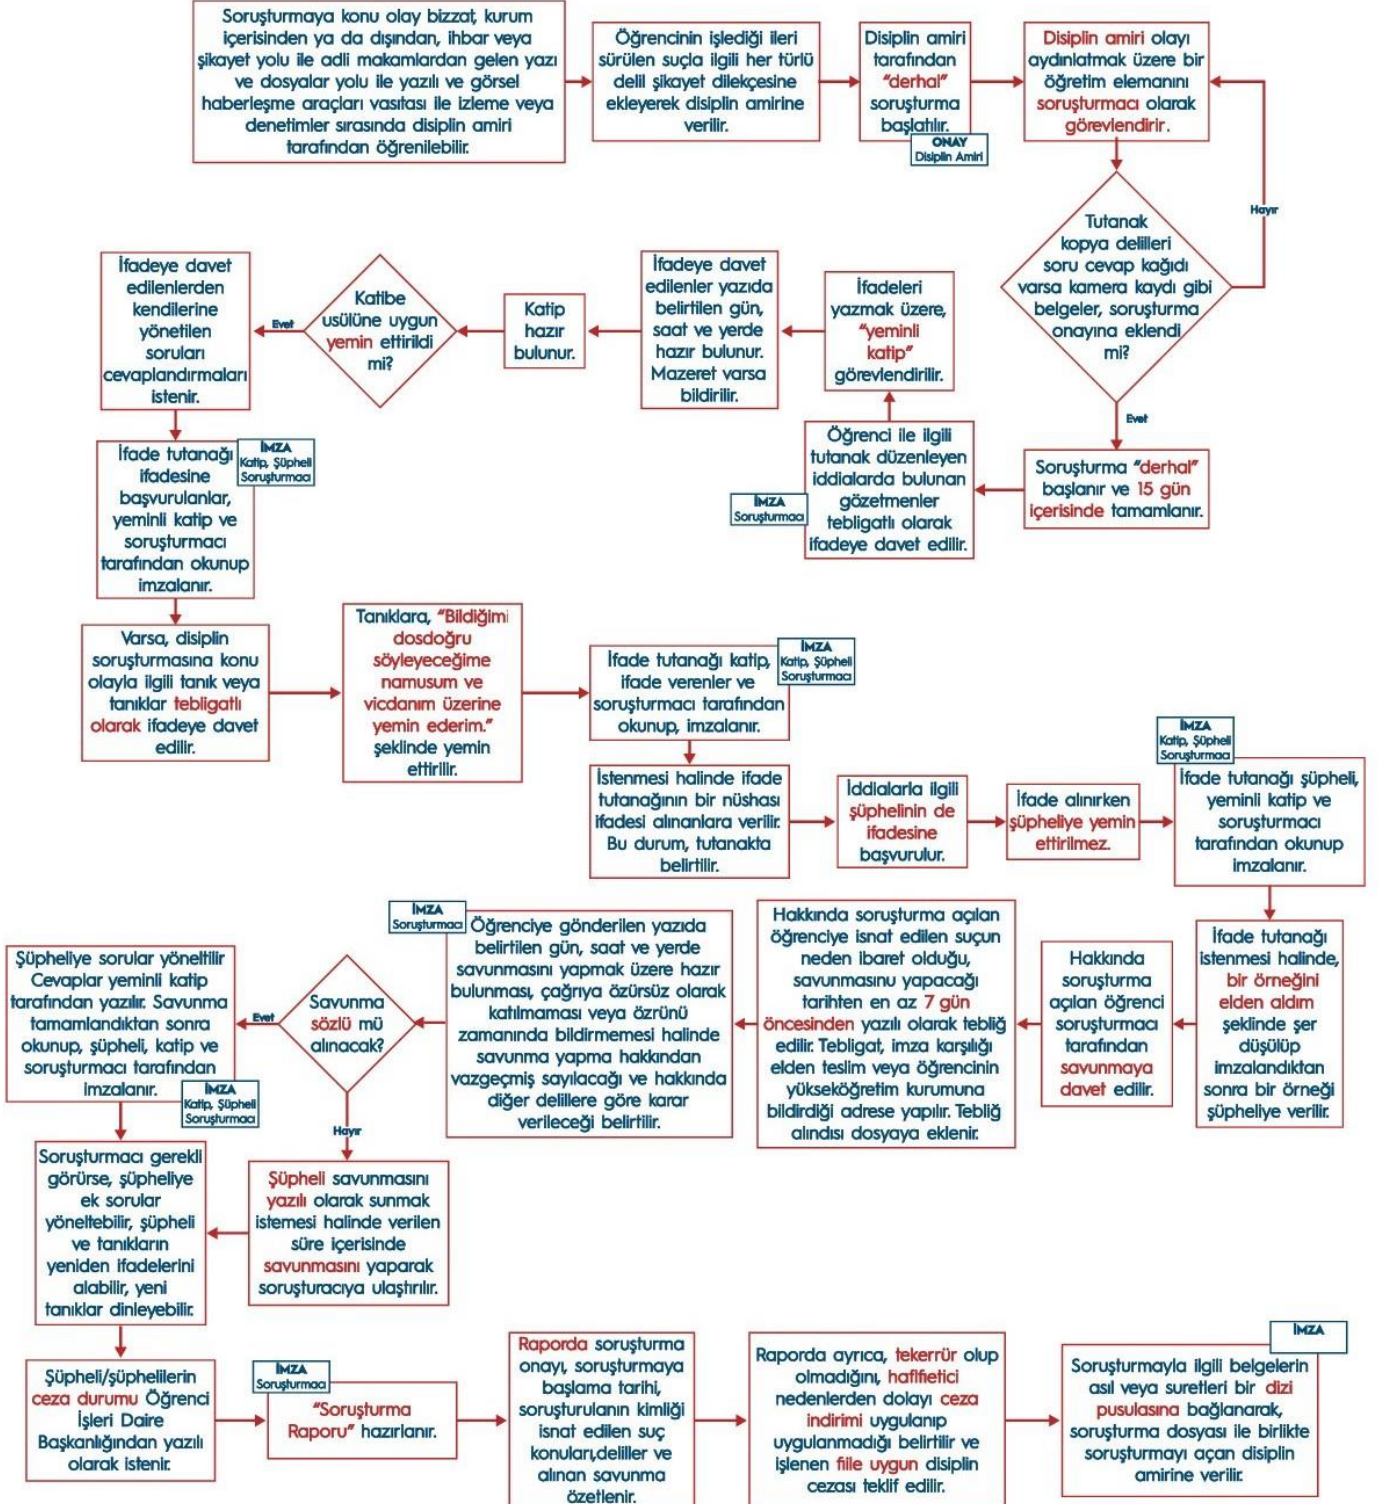 Soruşturmaya konu olay bizzat, kurum
içerisinden ya da dışından, ihbar veya
şikayet yolu ile adli makamlardan gelen yazı
ve dosyalar yolu ile yazılı ve görsel
haberleşme araçları vasıtası ile izleme veya
denetimler sırasında disiplin amiri
tarafından öğrenilebilir.
Öğrencinin işlediği ileri
sürülen suçla ilgili her türlü
delil şikayet dilekçesine
ekleyerek disiplin amirine
verilir.
Disiplin amiri
tarafından
“derhal”
soruşturma
başlatılır.
ONAY
Disiplin Amiri
Disiplin amiri olayı
aydınlatmak üzere bir
öğretim elemanını
soruşturmacı olarak
görevlendirir.
Hayır
Tutanak
kopya delilleri
soru cevap kağıdı
varsa kamera kaydı gibi
belgeler, soruşturma
onayına eklendi
mi?
Evet
Soruşturma “derhal”
başlanır ve 15 gün
içerisinde tamamlanır.
Öğrenci ile ilgili
tutanak düzenleyen
iddialarda bulunan
gözetmenler
tebligatlı olarak
ifadeye davet edilir.
İMZA
Soruşturmacı
İfadeleri
yazmak üzere,
“yeminli
katip”
görevlendirilir.
İfadeye davet
edilenler yazıda
belirtilen gün,
saat ve yerde
hazır bulunur.
Mazeret varsa
bildirilir.
Katip
hazır
bulunur.
Katibe
usülüne uygun
yemin ettirildi
mi?
Evet
İfadeye davet
edilenlerden
kendilerine
yönetilen
soruları
cevaplandırmaları
istenir.
İfade tutanağı
ifadesine
başvurulanlar,
yeminli katip ve
soruşturmacı
tarafından okunup
imzalanır.
İMZA
Katip, Şüpheli
Soruşturmacı
Varsa, disiplin
soruşturmasına konu
olayla ilgili tanık veya
tanıklar tebligatlı
olarak ifadeye davet
edilir.
Tanıklara, “Bildiğimi
dosdoğru
söyleyeceğime
namusum ve
vicdanım üzerine
yemin ederim.”
şeklinde yemin
ettirilir.
İfade tutanağı katip,
ifade verenler ve
soruşturmacı tarafından
okunup, imzalanır.
İMZA
Katip, Şüpheli
Soruşturmacı
İstenmesi halinde ifade
tutanağının bir nüshası
ifadesi alınanlara verilir.
Bu durum, tutanakta
belirtilir.
İddialarla ilgili
şüphelinin de
ifadesine
başvurulur.
İfade alınırken
şüpheliye yemin
ettirilmez.
İMZA
Katip, Şüpheli
Soruşturmacı
İfade tutanağı şüpheli,
yeminli katip ve
soruşturmacı
tarafından okunup
imzalanır.
İfade tutanağı
istenmesi halinde,
bir örneğini
elden aldım
şeklinde şer
düşülüp
imzalandıktan
sonra bir örneği
şüpheliye verilir.
Hakkında
soruşturma
açılan öğrenci
soruşturmacı
tarafından
savunmaya
davet edilir.
Hakkında soruşturma açılan
öğrenciye isnat edilen suçun
neden ibaret olduğu,
savunmasınu yapacağı
tarihten en az 7 gün
öncesinden yazılı olarak tebliğ
edilir. Tebligat, imza karşılığı
elden teslim veya öğrencinin
yükseköğretim kurumuna
bildirdiği adrese yapılır. Tebliğ
alındısı dosyaya eklenir.
İMZA
Soruşturmacı
Öğrenciye gönderilen yazıda
belirtilen gün, saat ve yerde
savunmasını yapmak üzere hazır
bulunması, çağrıya özürsüz olarak
katılmaması veya özrünü
zamanında bildirmemesi halinde
savunma yapma hakkından
vazgeçmiş sayılacağı ve hakkında
diğer delillere göre karar
verileceği belirtilir.
Savunma
sözlü mü
alınacak?
Evet
Hayır
Şüpheliye sorular yöneltilir
Cevaplar yeminli katip
tarafından yazılır. Savunma
tamamlandıktan sonra
okunup, şüpheli, katip ve
soruşturmacı tarafından
imzalanır.
İMZA
Katip, Şüpheli
Soruşturmacı
Şüpheli savunmasını
yazılı olarak sunmak
istemesi halinde verilen
süre içerisinde
savunmasını yaparak
soruşturacıya ulaştırılır.
Soruşturmacı gerekli
görürse, şüpheliye
ek sorular
yöneltebilir, şüpheli
ve tanıkların
yeniden ifadelerini
alabilir, yeni
tanıklar dinleyebilir.
Şüpheli/şüphelilerin
ceza durumu Öğrenci
İşleri Daire
Başkanlığından yazılı
olarak istenir.
İMZA
Soruşturmacı
“Soruşturma
Raporu” hazırlanır.
Raporda soruşturma
onayı, soruşturmaya
başlama tarihi,
soruşturulanın kimliği
isnat edilen suç
konuları,deliller ve
alınan savunma
özetlenir.
Raporda ayrıca, tekerrür olup
olmadığını, haflfietici
nedenlerden dolayı ceza
indirimi uygulanıp
uygulanmadığı belirtilir ve
işlenen fiile uygun disiplin
cezası teklif edilir.
İMZA
Soruşturmayla ilgili belgelerin
asıl veya suretleri bir dizi
pusulasına bağlanarak,
soruşturma dosyası ile birlikte
soruşturmayı açan disiplin
amirine verilir.